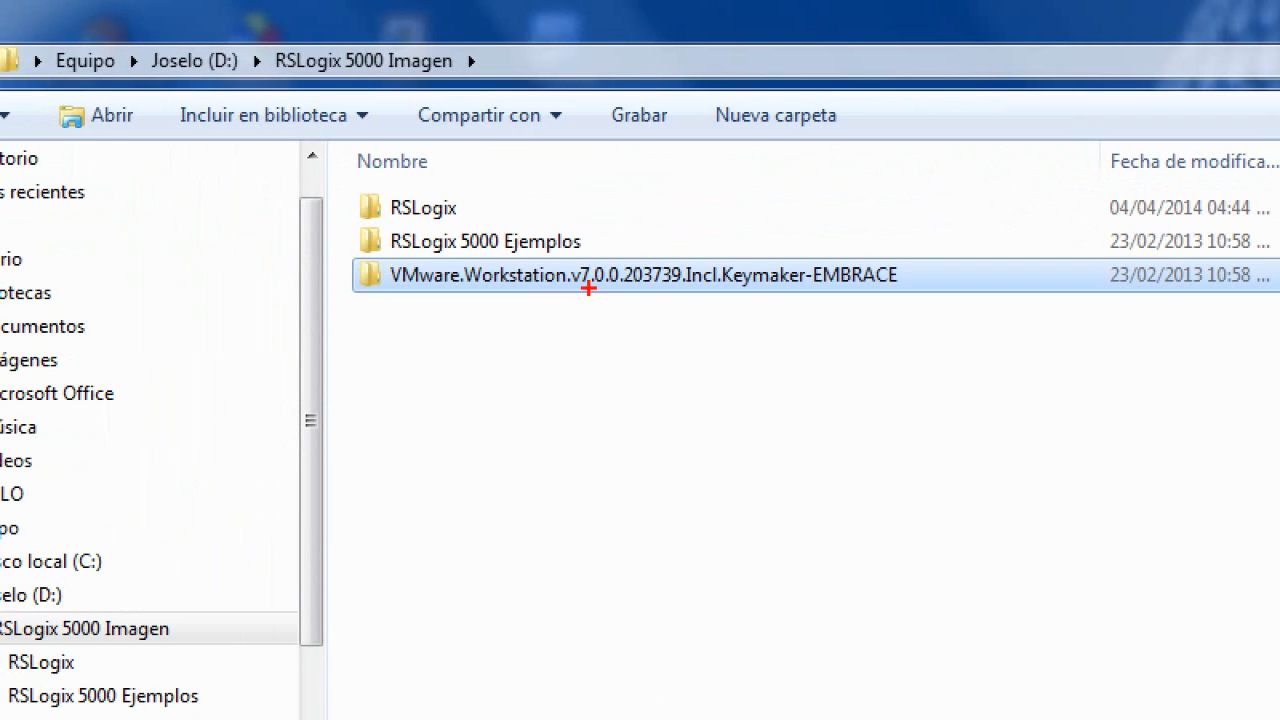 Equipo Joselo (D:) RSLogix 5000 Imagen
Abrir Incluir en biblioteca Compartir con Grabar Nueva carpeta
torio
s recientes
rio
otecas
cumentos
ágenes
crosoft Office
úsica
deos
LO
po
sco local (C:)
selo (D:)
RSLogix 5000 Imagen
RSLogix
RSLogix 5000 Ejemplos
Nombre Fecha de modifica...
RSLogix 04/04/2014 04:44 ...
RSLogix 5000 Ejemplos 23/02/2013 10:58 ...
VMware.Workstation.v7.0.0.203739.Incl.Keymaker-EMBRACE 23/02/2013 10:58 ...